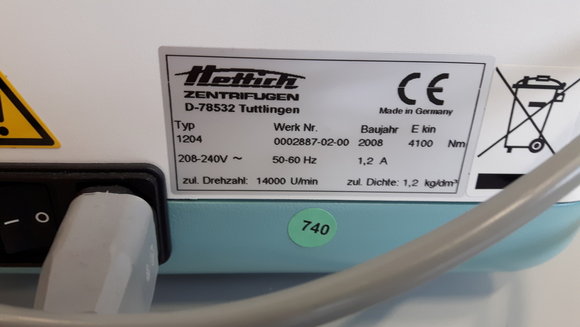 Hettich
ZENTRIFUGEN
D-78532 Tuttlingen
CE
Made in Germany
Typ Werk Nr. Baujahr E kin
1204 0002887-02-00 2008 4100 Nm
208-240V ~ 50-60 Hz 1,2 A
zul. Drehzahl: 14000 U/min zul. Dichte: 1,2 kg/dm³
I O
740